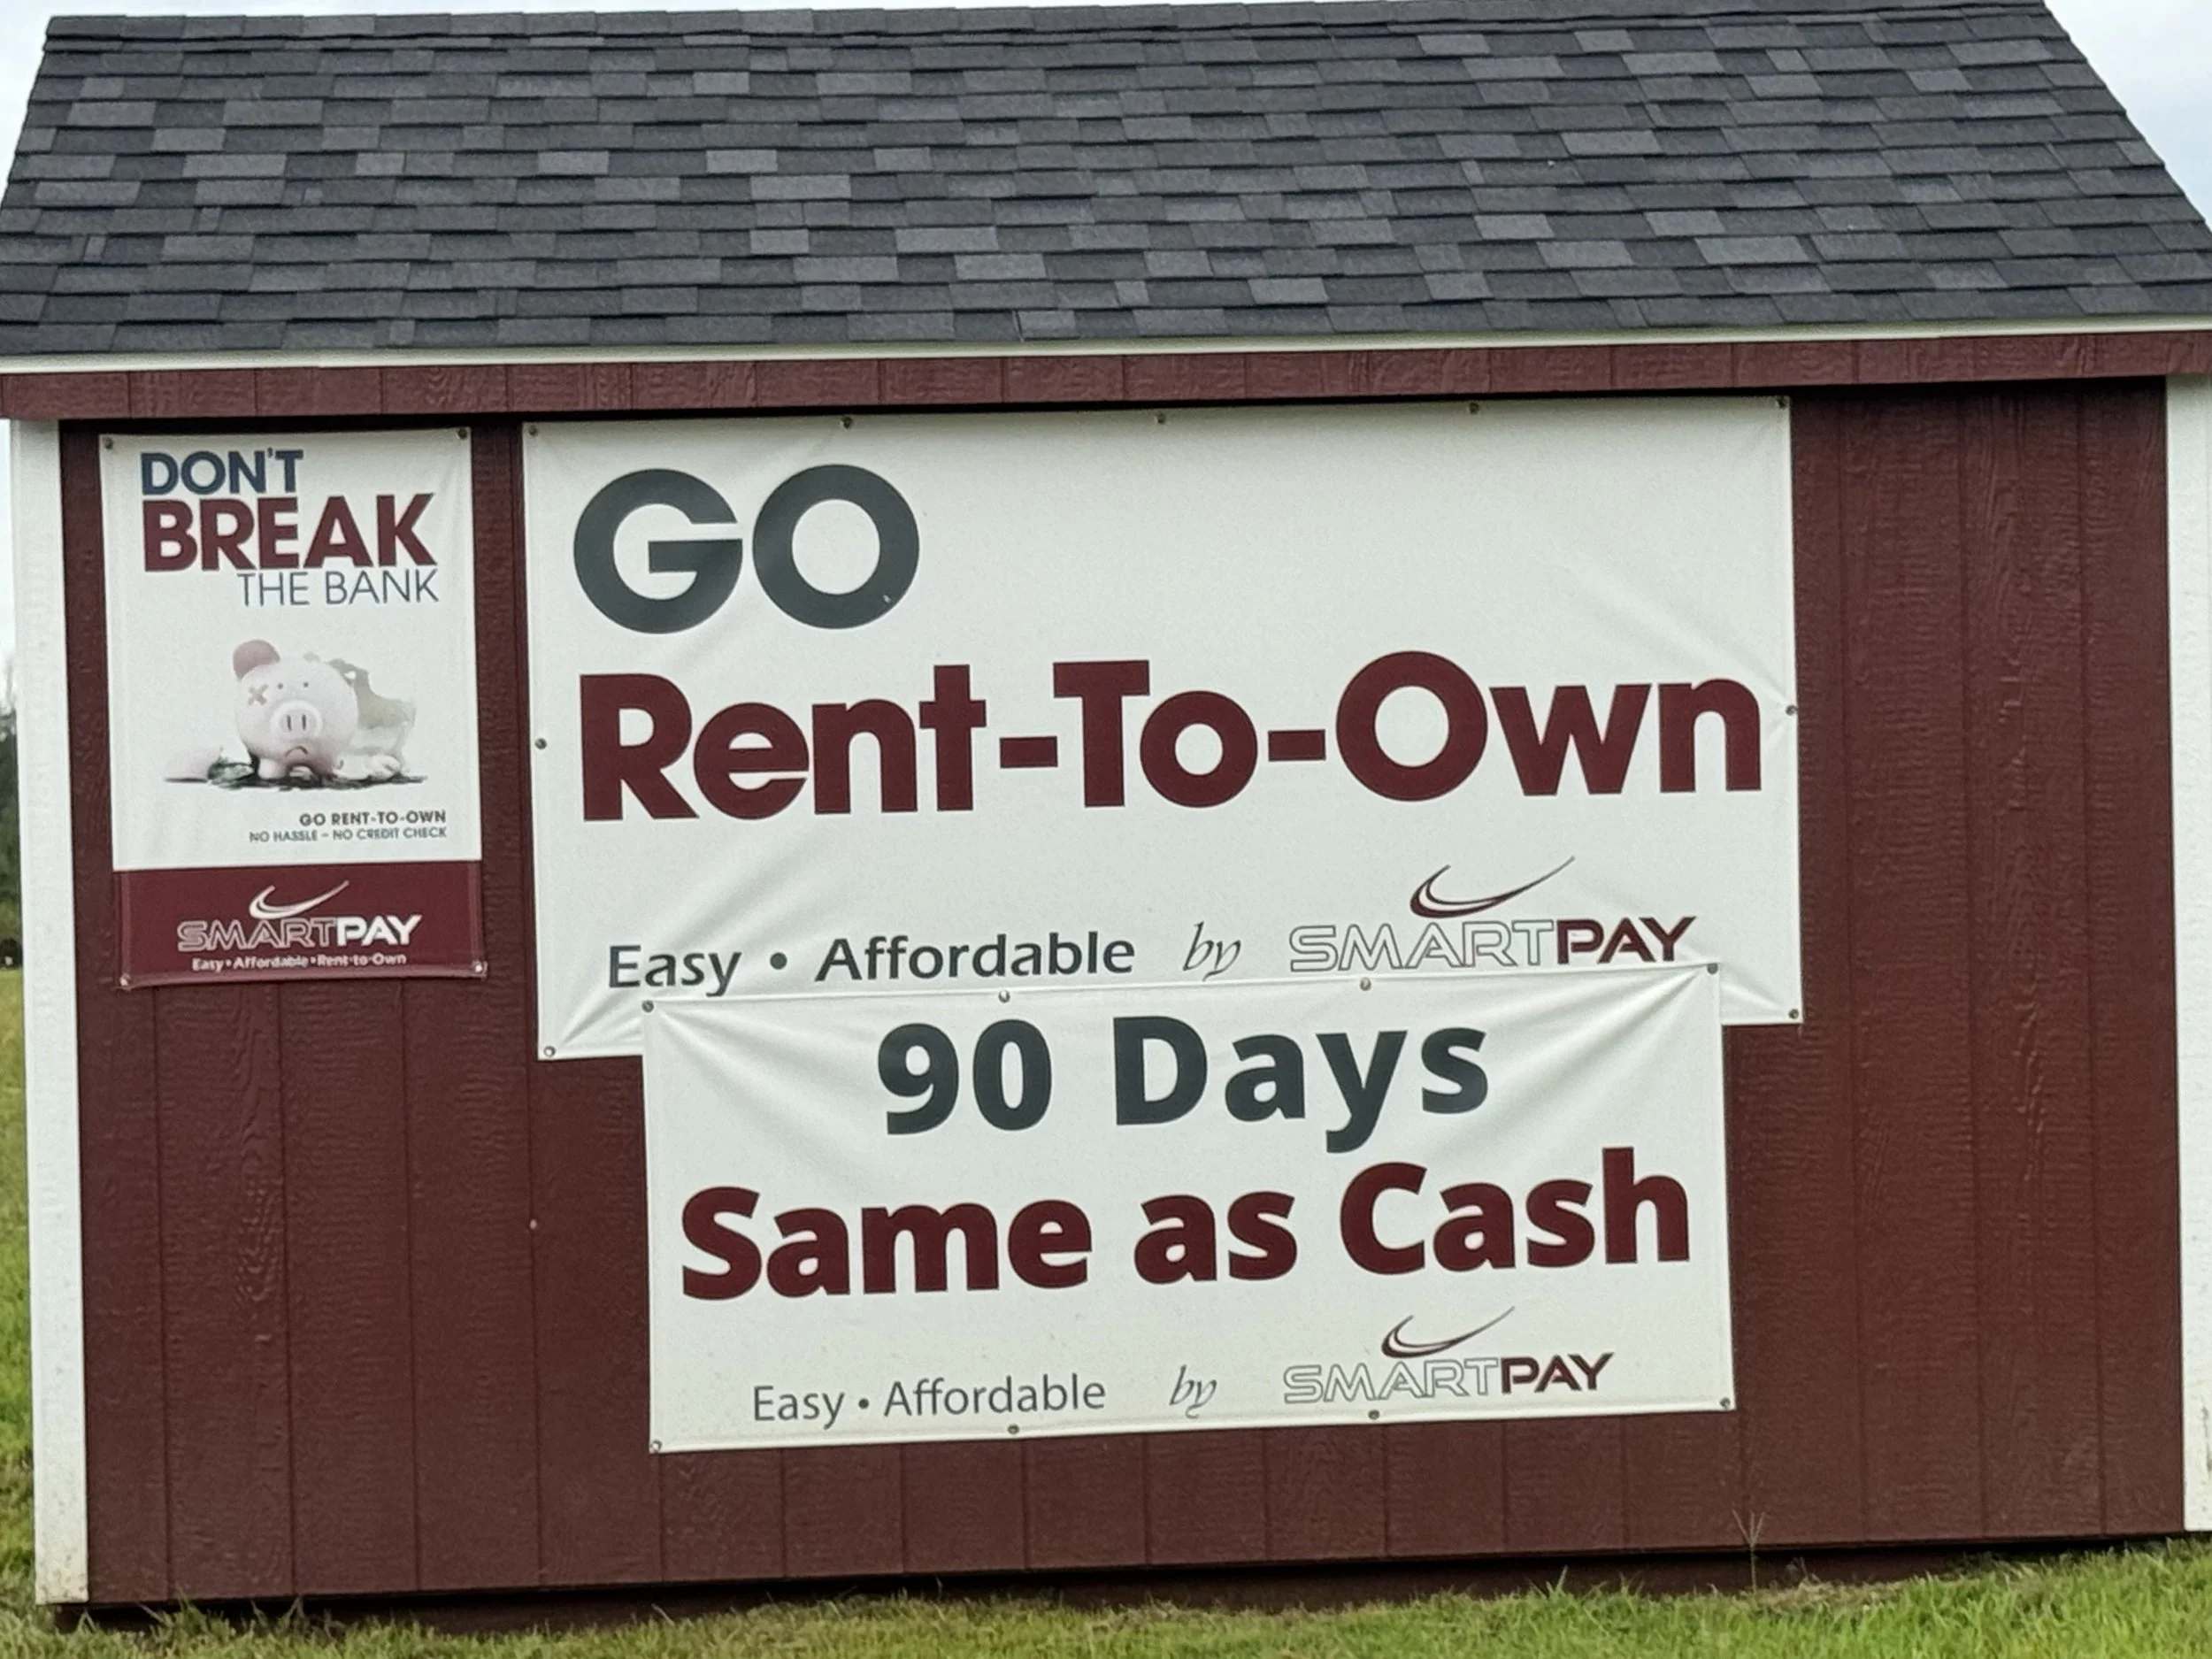 DON'T
BREAK
THE BANK
GO RENT-TO-OWN
NO HASSLE - NO CREDIT CHECK
SMARTPAY
Easy • Affordable • Rent-to-Own
GO
Rent-To-Own
Easy • Affordable by SMARTPAY
90 Days
Same as Cash
Easy • Affordable by SMARTPAY